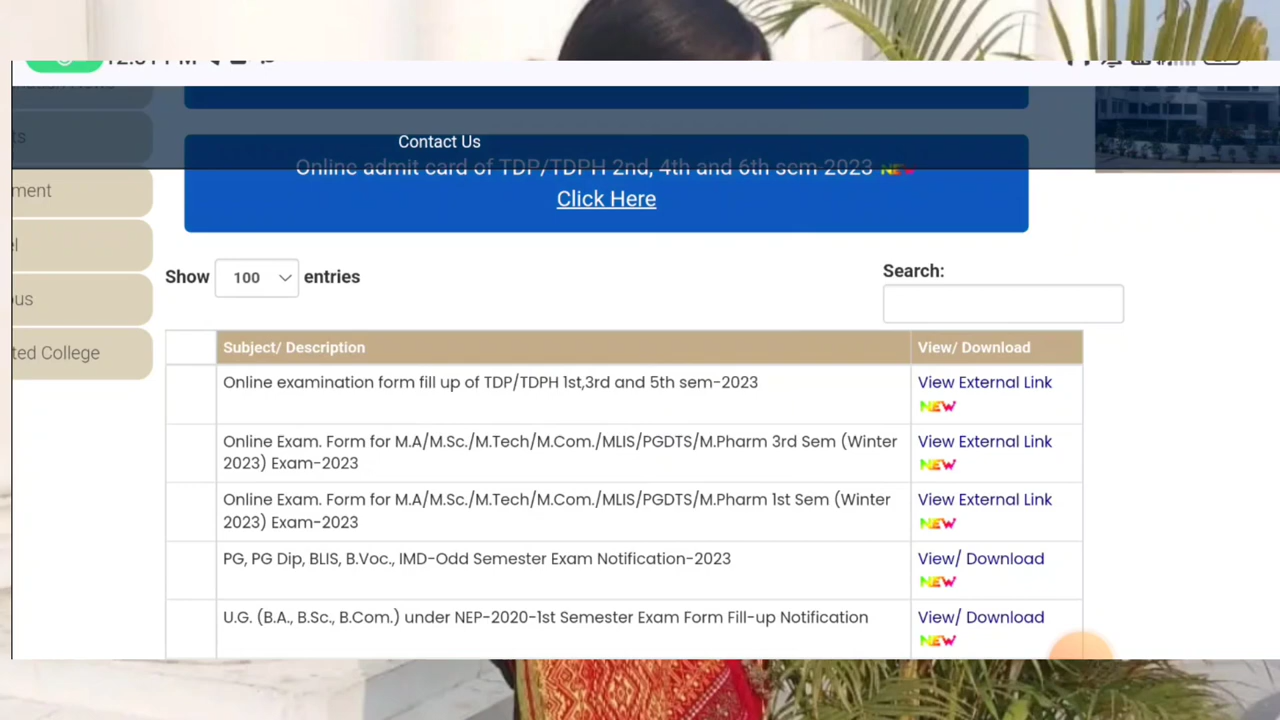 ts
Contact Us
Online admit card of TDP/TDPH 2nd, 4th and 6th sem-2023 NEW
Click Here
ment
el
ous
ted College
Show 100 entries
Search:
Subject/ Description View/ Download
Online examination form fill up of TDP/TDPH 1st,3rd and 5th sem-2023 View External Link
NEW
Online Exam. Form for M.A/M.Sc./M.Tech/M.Com./MLIS/PGDTS/M.Pharm 3rd Sem (Winter View External Link
2023) Exam-2023 NEW
Online Exam. Form for M.A/M.Sc./M.Tech/M.Com./MLIS/PGDTS/M.Pharm 1st Sem (Winter View External Link
2023) Exam-2023 NEW
PG, PG Dip, BLIS, B.Voc., IMD-Odd Semester Exam Notification-2023 View/ Download
NEW
U.G. (B.A., B.Sc., B.Com.) under NEP-2020-1st Semester Exam Form Fill-up Notification View/ Download
NEW